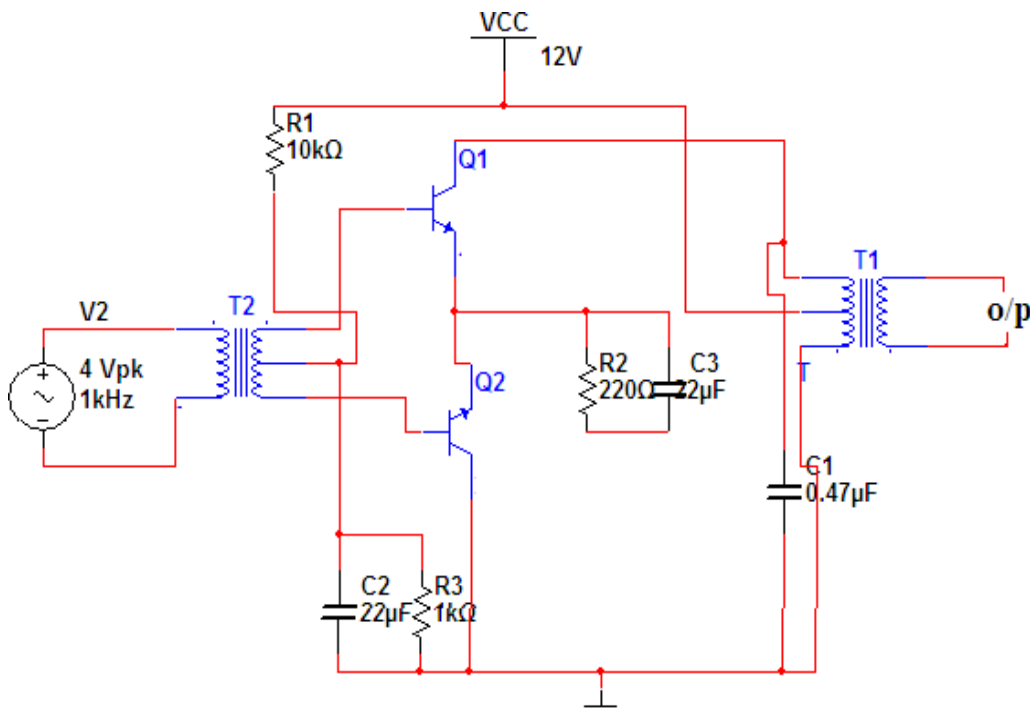 VCC
12V
R1
10kΩ
Q1
V2
4 Vpk
1kHz
T2
T1
o/p
R2
220Ω
C3
22µF
Q2
T
C1
0.47µF
C2
22µF
R3
1kΩ